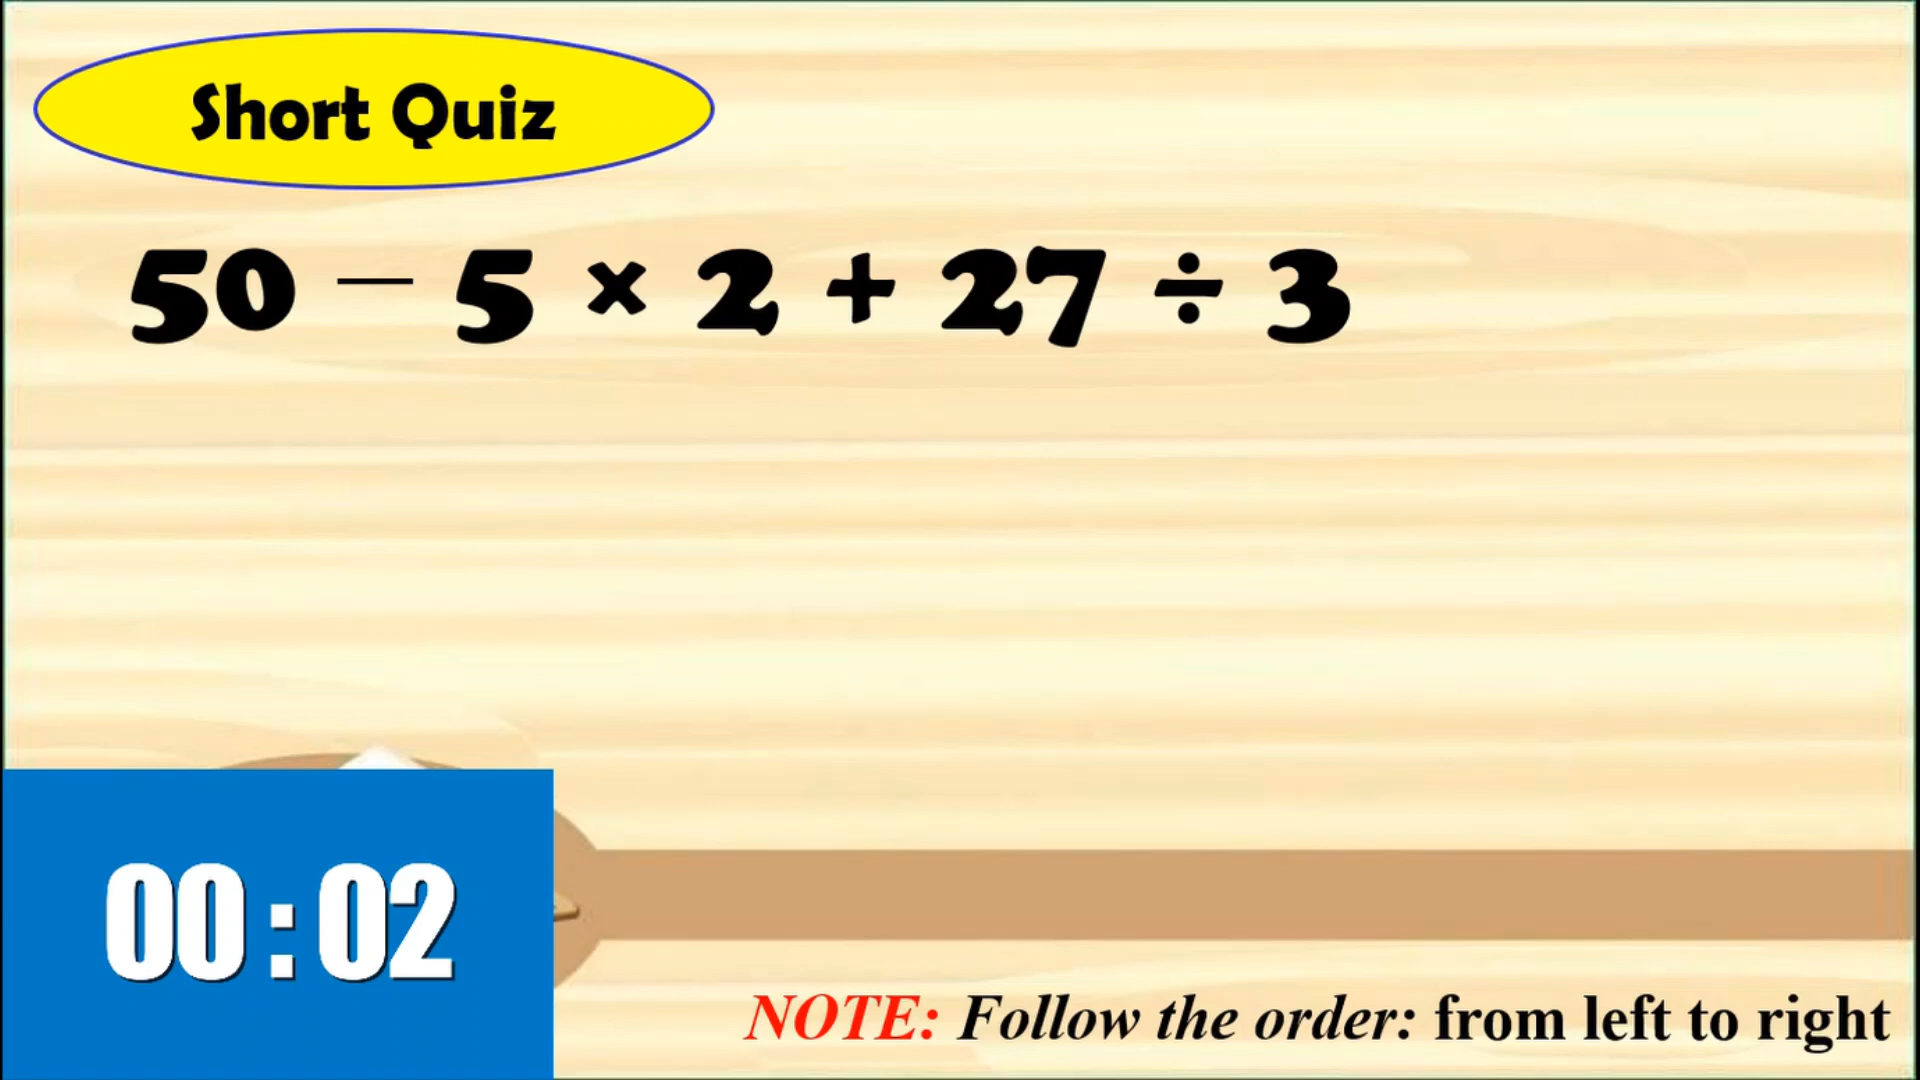 Short Quiz
50 – 5 × 2 + 27 ÷ 3
00:02
NOTE: Follow the order: from left to right